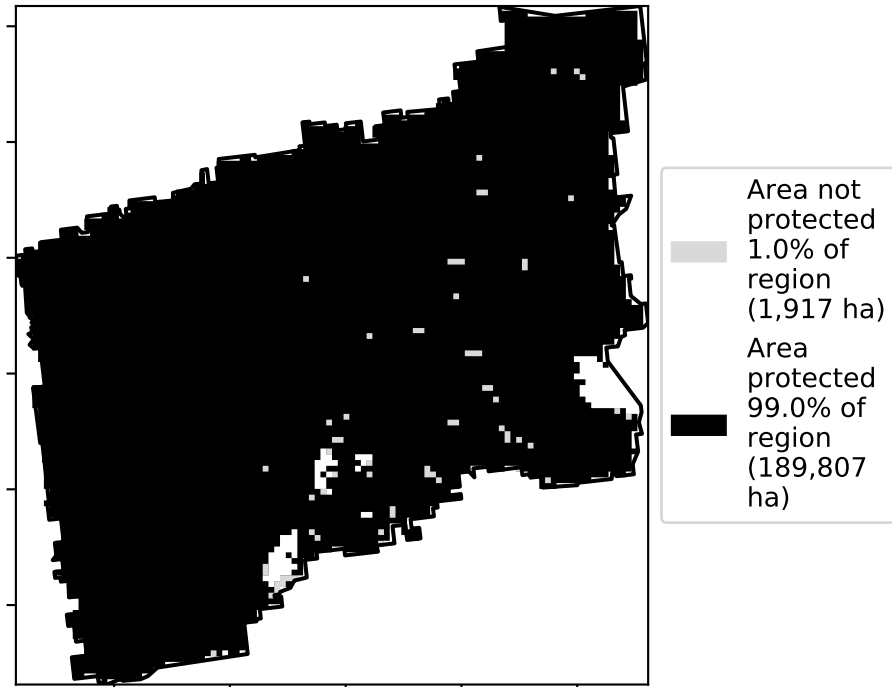 Area not
protected
1.0% of
region
(1,917 ha)
Area
protected
99.0% of
region
(189,807
ha)